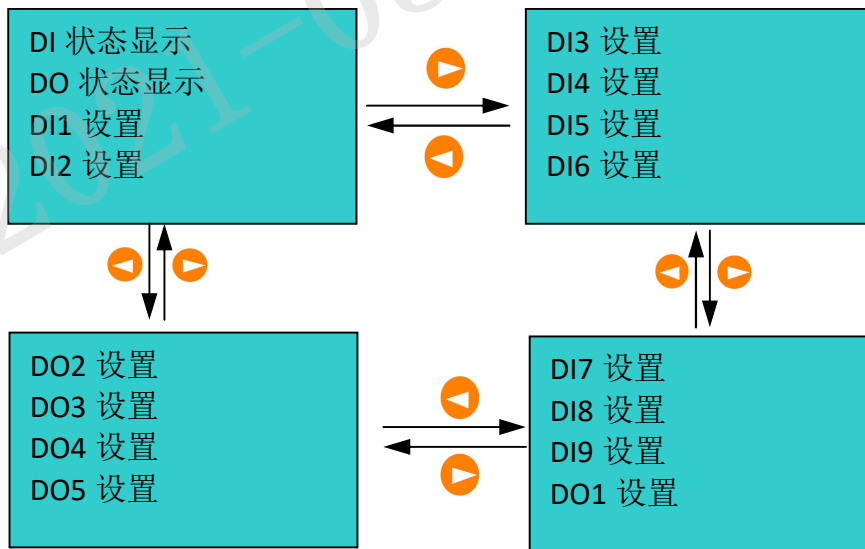 DI 状态显示
DO 状态显示
DI1 设置
DI2 设置
DI3 设置
DI4 设置
DI5 设置
DI6 设置
DO2 设置
DO3 设置
DO4 设置
DO5 设置
DI7 设置
DI8 设置
DI9 设置
DO1 设置